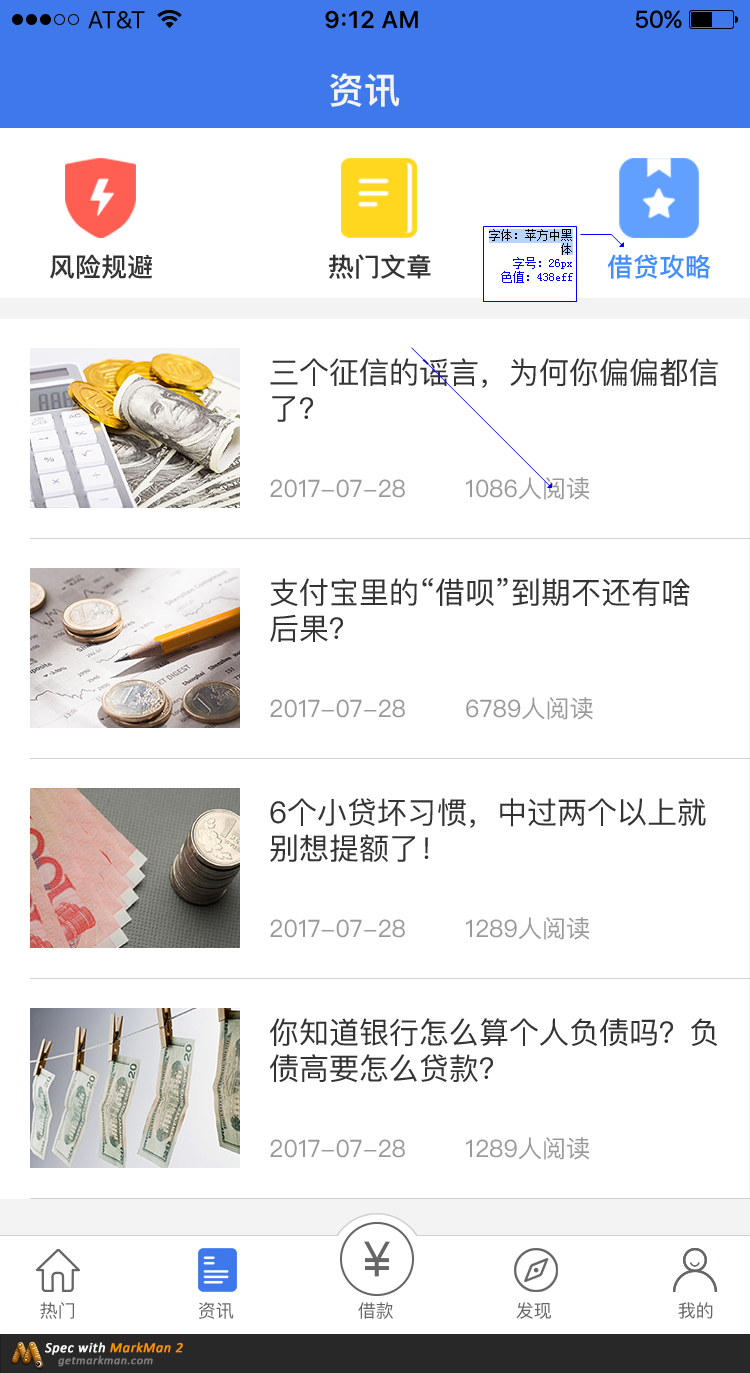 AT&T 9:12 AM 50%
资讯
风险规避 热门文章 借贷攻略
字体：苹方中黑
体
字号：26px
色值：438eff
三个征信的谣言，为何你偏偏都信
了？
2017-07-28 1086人阅读
支付宝里的“借呗”到期不还有啥
后果？
2017-07-28 6789人阅读
6个小贷坏习惯，中过两个以上就
别想提额了！
2017-07-28 1289人阅读
你知道银行怎么算个人负债吗？负
债高要怎么贷款？
2017-07-28 1289人阅读
¥
热门 资讯 借款 发现 我的
Spec with MarkMan 2
getmarkman.com